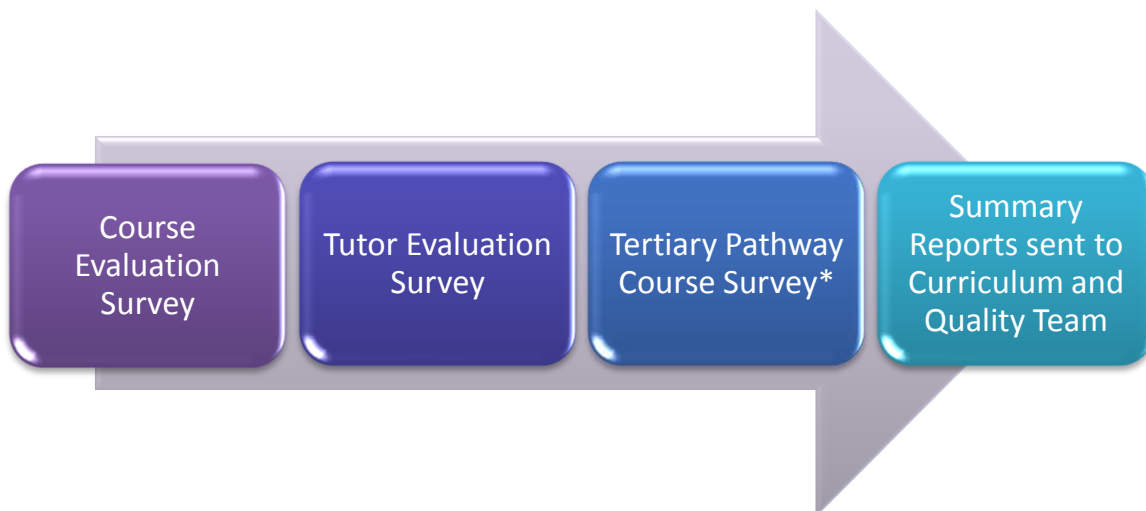 Course
Evaluation
Survey
Tutor Evaluation
Survey
Tertiary Pathway
Course Survey*
Summary
Reports sent to
Curriculum and
Quality Team